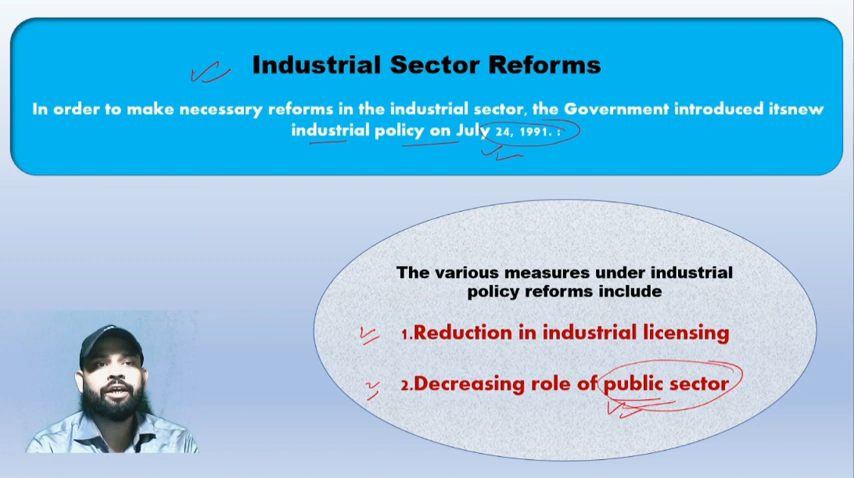 Industrial Sector Reforms
In order to make necessary reforms in the industrial sector, the Government introduced itsnew
industrial policy on July 24, 1991. :
The various measures under industrial
policy reforms include
1.Reduction in industrial licensing
2.Decreasing role of public sector